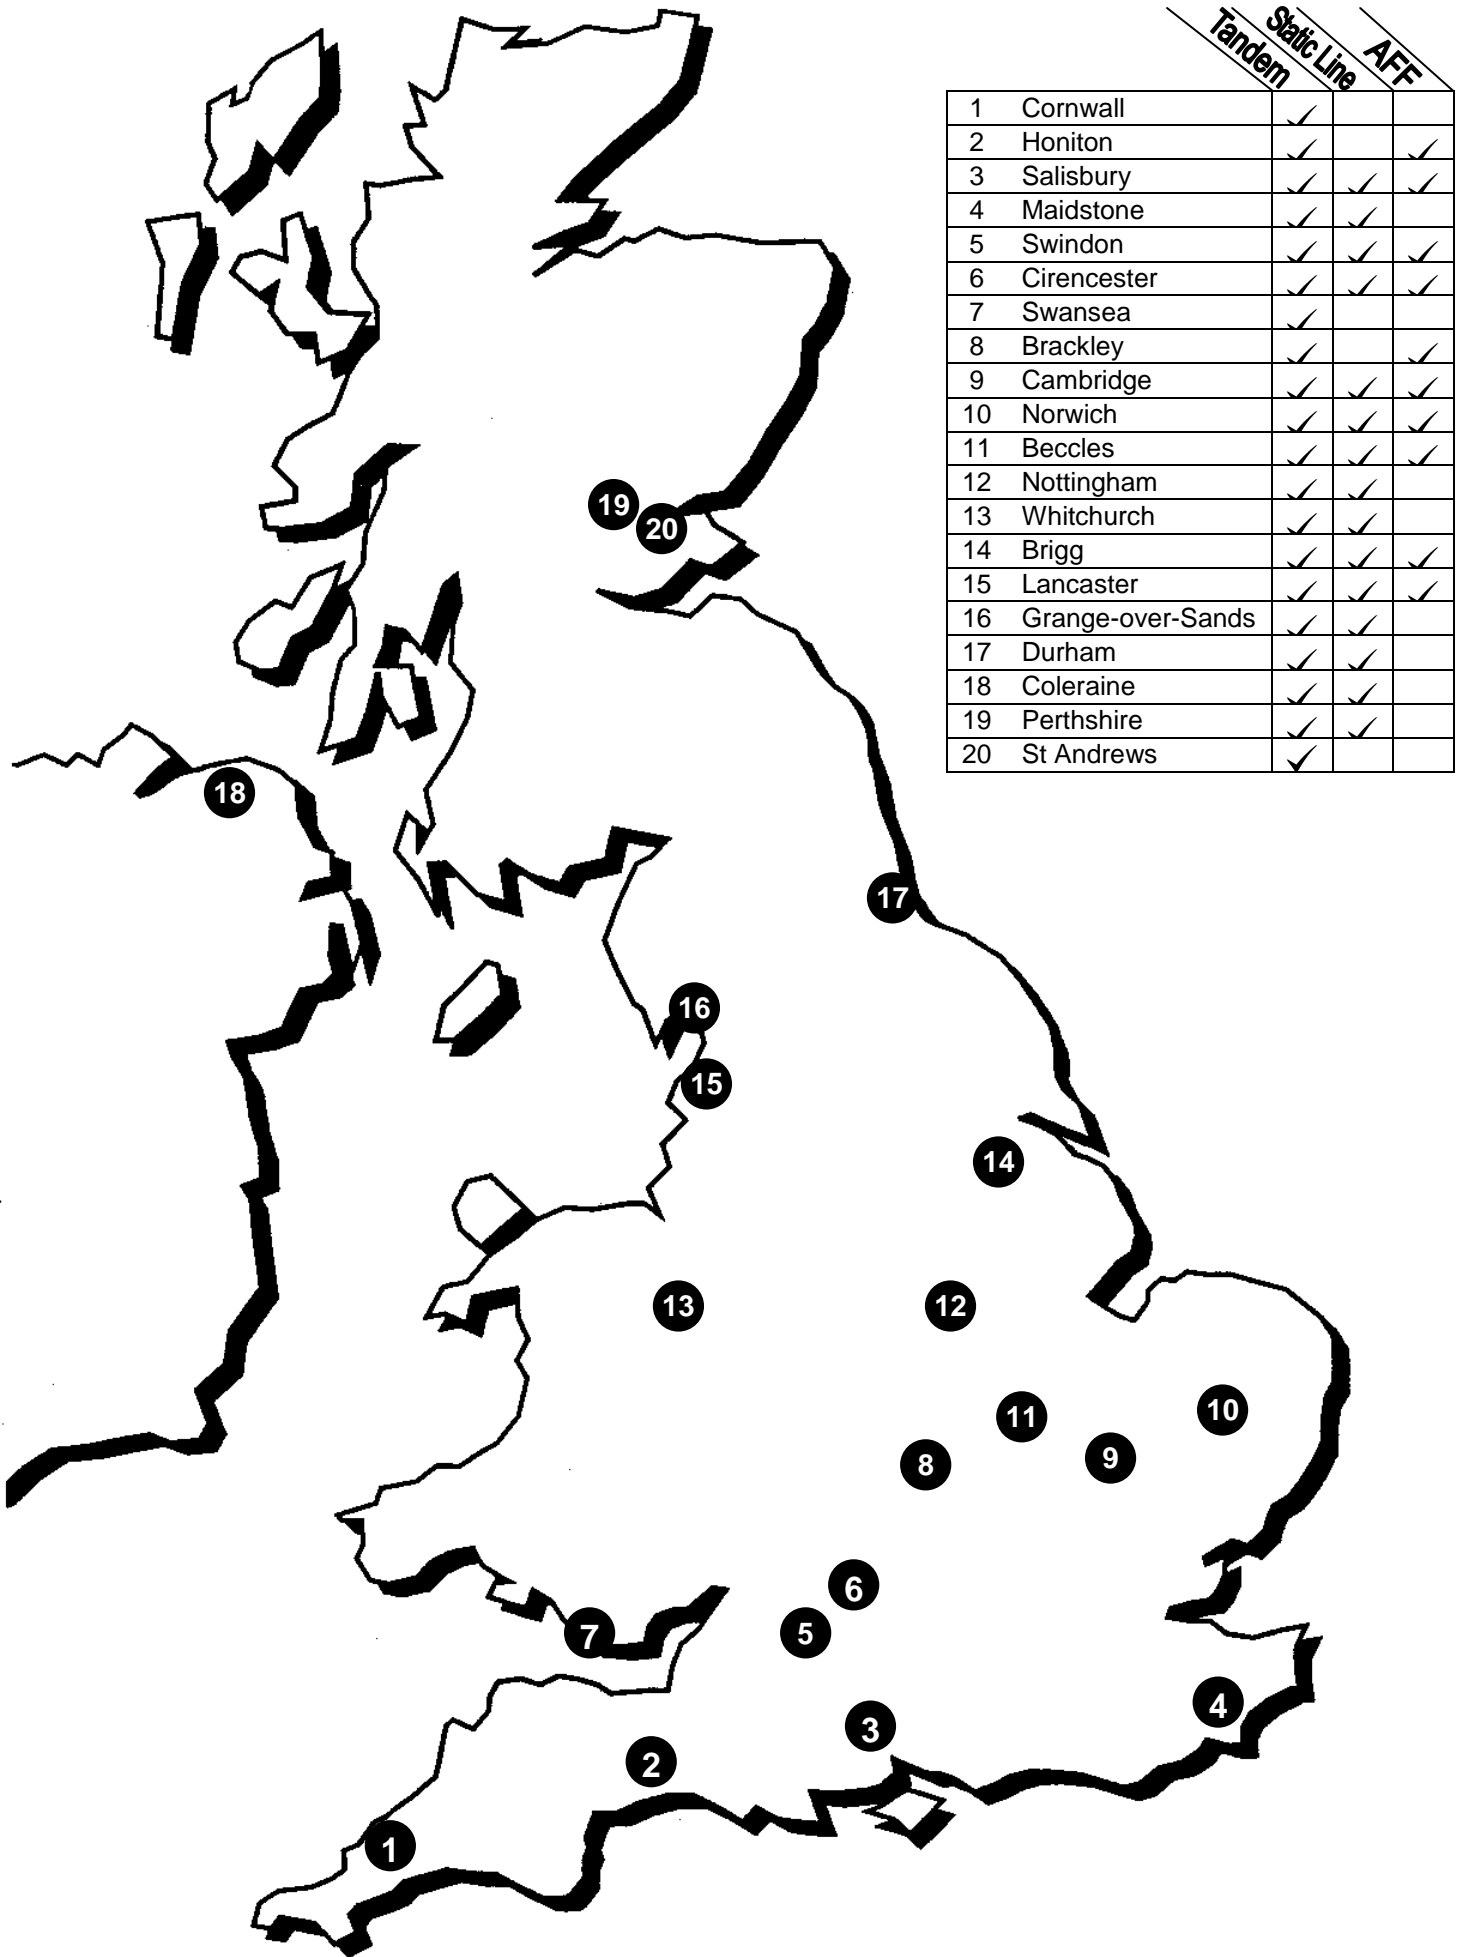 Tandem Static Line AFF
1 Cornwall ✓
2 Honiton ✓ ✓
3 Salisbury ✓ ✓ ✓
4 Maidstone ✓ ✓
5 Swindon ✓ ✓ ✓
6 Cirencester ✓ ✓ ✓
7 Swansea ✓
8 Brackley ✓ ✓
9 Cambridge ✓ ✓ ✓
10 Norwich ✓ ✓ ✓
11 Beccles ✓ ✓ ✓
12 Nottingham ✓ ✓
13 Whitchurch ✓ ✓
14 Brigg ✓ ✓ ✓
15 Lancaster ✓ ✓ ✓
16 Grange-over-Sands ✓ ✓
17 Durham ✓ ✓
18 Coleraine ✓ ✓
19 Perthshire ✓ ✓
20 St Andrews ✓
19
20
18
17
16
15
14
13
12
11
10
9
8
6
7
5
4
3
2
1